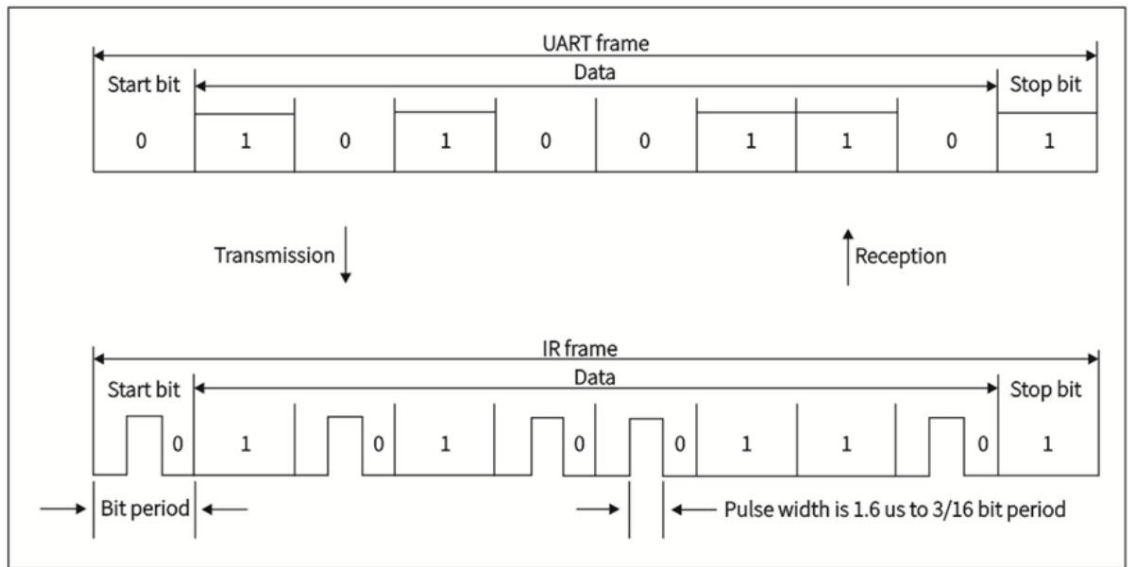 UART frame
Data
Start bit
Stop bit
0 1 0 1 0 0 1 1 0 1
Transmission
Reception
IR frame
Data
Start bit
Stop bit
0 1 0 1 0 0 1 1 0 1
Bit period
Pulse width is 1.6 us to 3/16 bit period